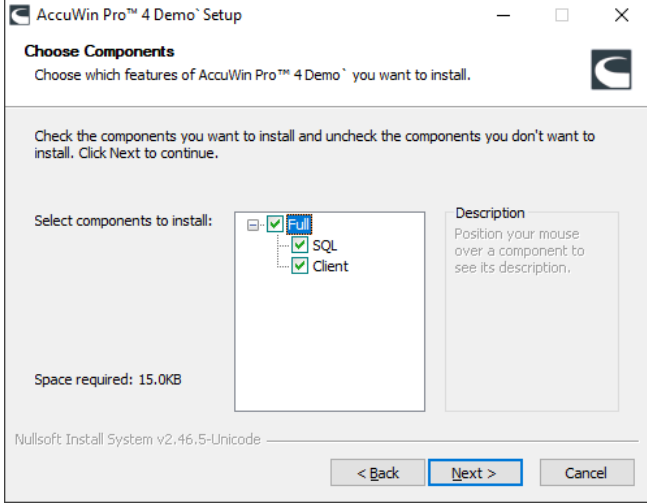 AccuWin Pro™ 4 Demo` Setup
Choose Components
Choose which features of AccuWin Pro™ 4 Demo` you want to install.
Check the components you want to install and uncheck the components you don't want to
install. Click Next to continue.
Select components to install:
Full
SQL
Client
Description
Position your mouse
over a component to
see its description.
Space required: 15.0KB
Nullsoft Install System v2.46.5-Unicode
< Back
Next >
Cancel